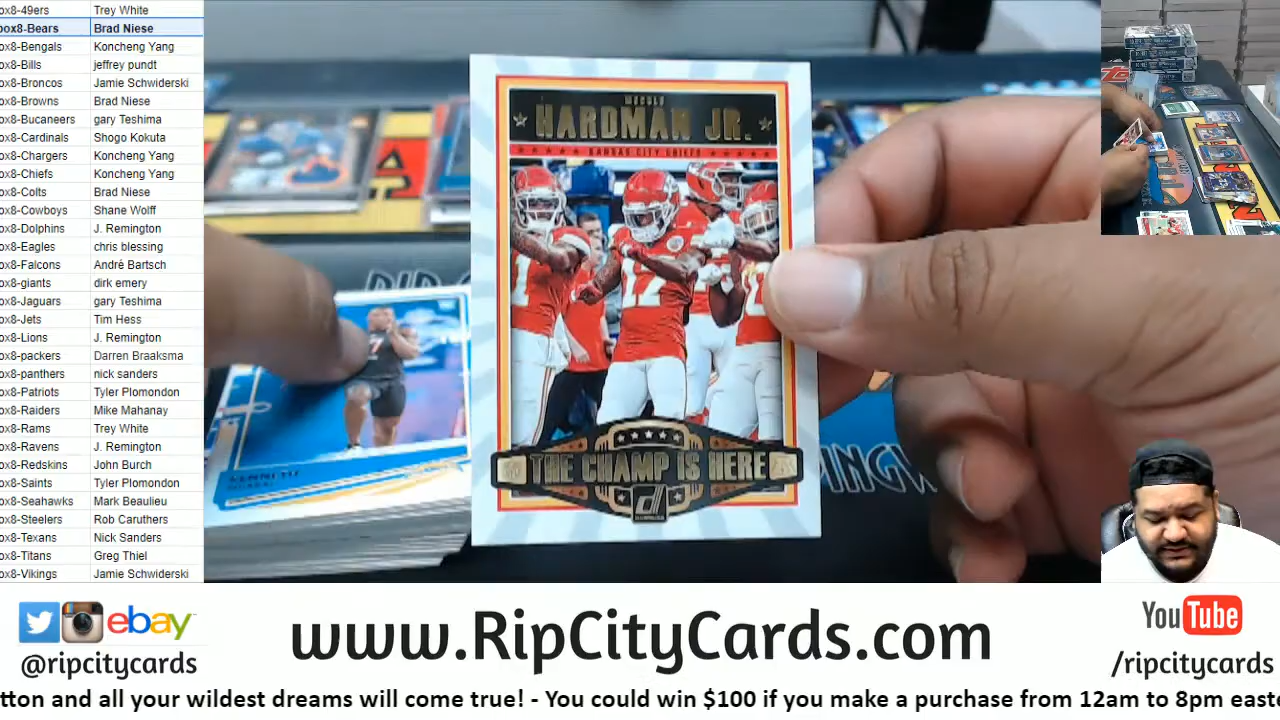 ox8-49ers Trey White
box8-Bears Brad Niese
ox8-Bengals Koncheng Yang
ox8-Bills jeffrey pundt
ox8-Broncos Jamie Schwiderski
ox8-Browns Brad Niese
ox8-Bucaneers gary Teshima
ox8-Cardinals Shogo Kokuta
ox8-Chargers Koncheng Yang
ox8-Chiefs Koncheng Yang
ox8-Colts Brad Niese
ox8-Cowboys Shane Wolff
ox8-Dolphins J. Remington
ox8-Eagles chris blessing
ox8-Falcons André Bartsch
ox8-giants dirk emery
ox8-Jaguars gary Teshima
ox8-Jets Tim Hess
ox8-Lions J. Remington
ox8-packers Darren Braaksma
ox8-panthers nick sanders
ox8-Patriots Tyler Plomondon
ox8-Raiders Mike Mahanay
ox8-Rams Trey White
ox8-Ravens J. Remington
ox8-Redskins John Burch
ox8-Saints Tyler Plomondon
ox8-Seahawks Mark Beaulieu
ox8-Steelers Rob Caruthers
ox8-Texans Nick Sanders
ox8-Titans Greg Thiel
ox8-Vikings Jamie Schwiderski
MECOLE
HARDMAN JR.
KANSAS CITY CHIEFS
17
THE CHAMP IS HERE
d
KENNETH
ebay
@ripcitycards
www.RipCityCards.com
YouTube
/ripcitycards
tton and all your wildest dreams will come true! - You could win $100 if you make a purchase from 12am to 8pm easte